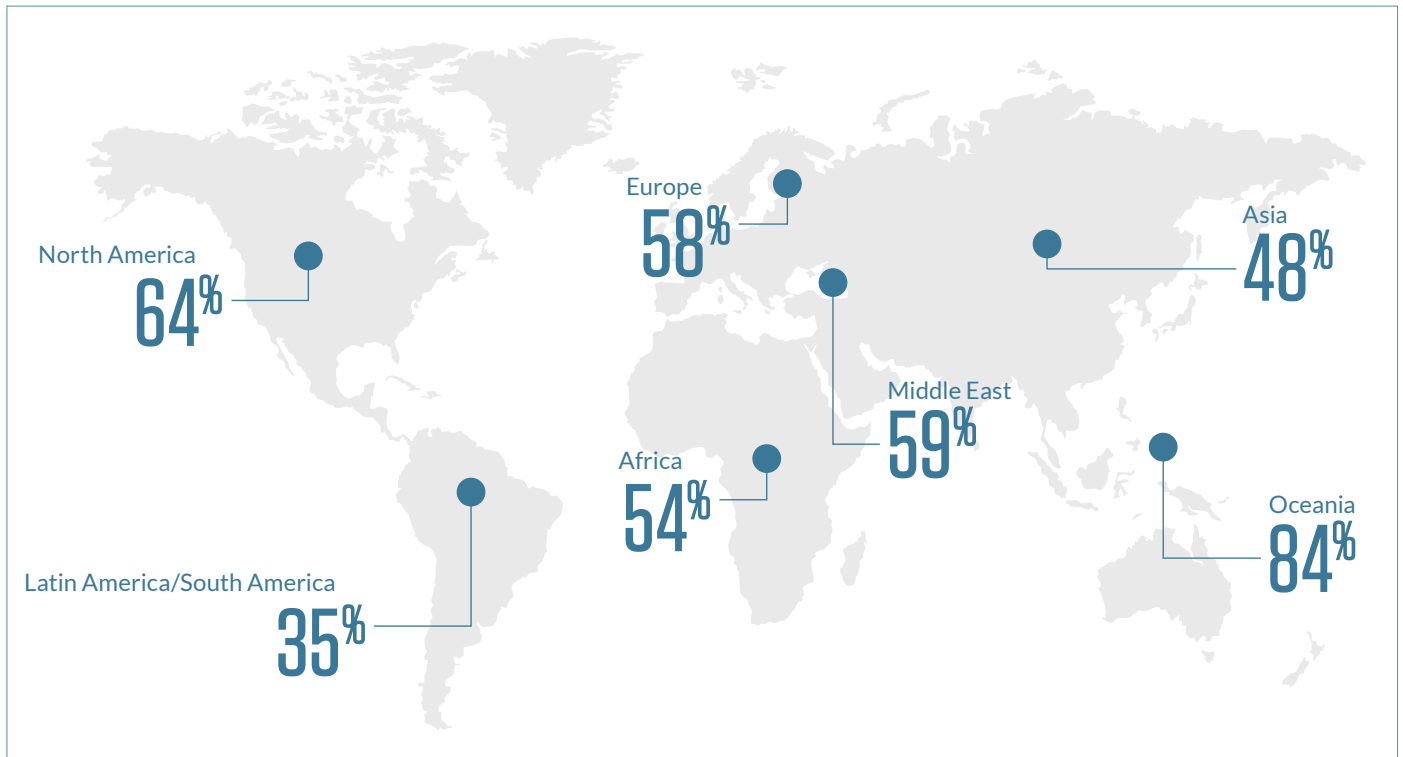 North America
64%
Latin America/South America
35%
Europe
58%
Africa
54%
Middle East
59%
Asia
48%
Oceania
84%